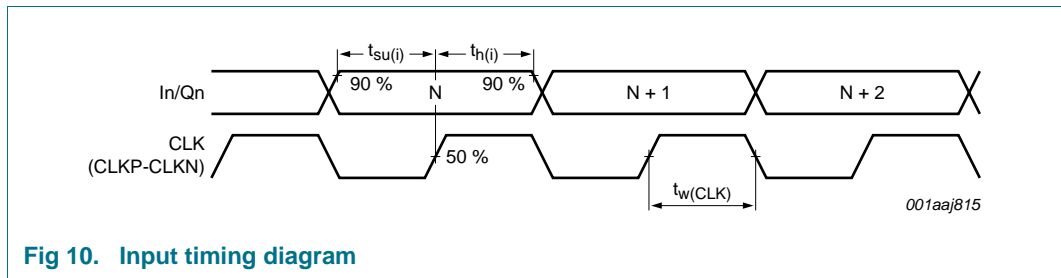 tsu(i) th(i)
90 % 90 %
In/Qn N N + 1 N + 2
CLK
(CLKP-CLKN) 50 %
tw(CLK)
001aaj815
Fig 10. Input timing diagram